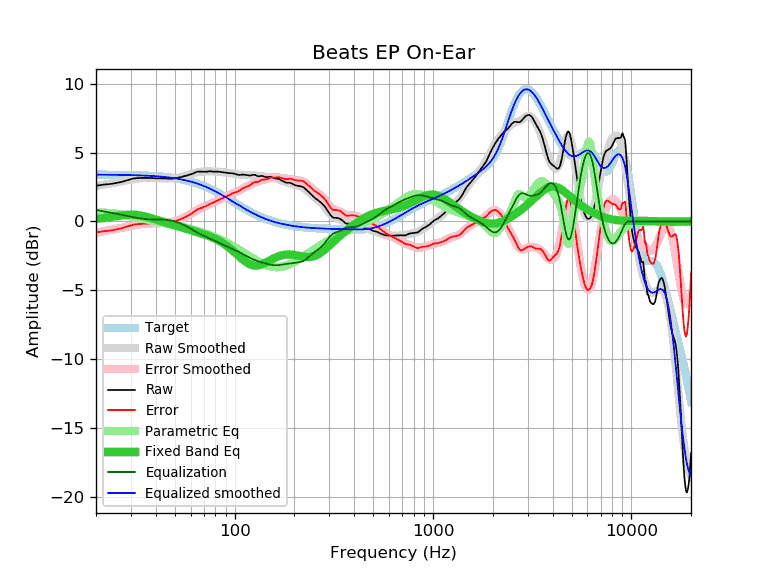 Beats EP On-Ear
10
5
0
−5
−10
−15
−20
Amplitude (dBr)
Target
Raw Smoothed
Error Smoothed
Raw
Error
Parametric Eq
Fixed Band Eq
Equalization
Equalized smoothed
100
1000
10000
Frequency (Hz)